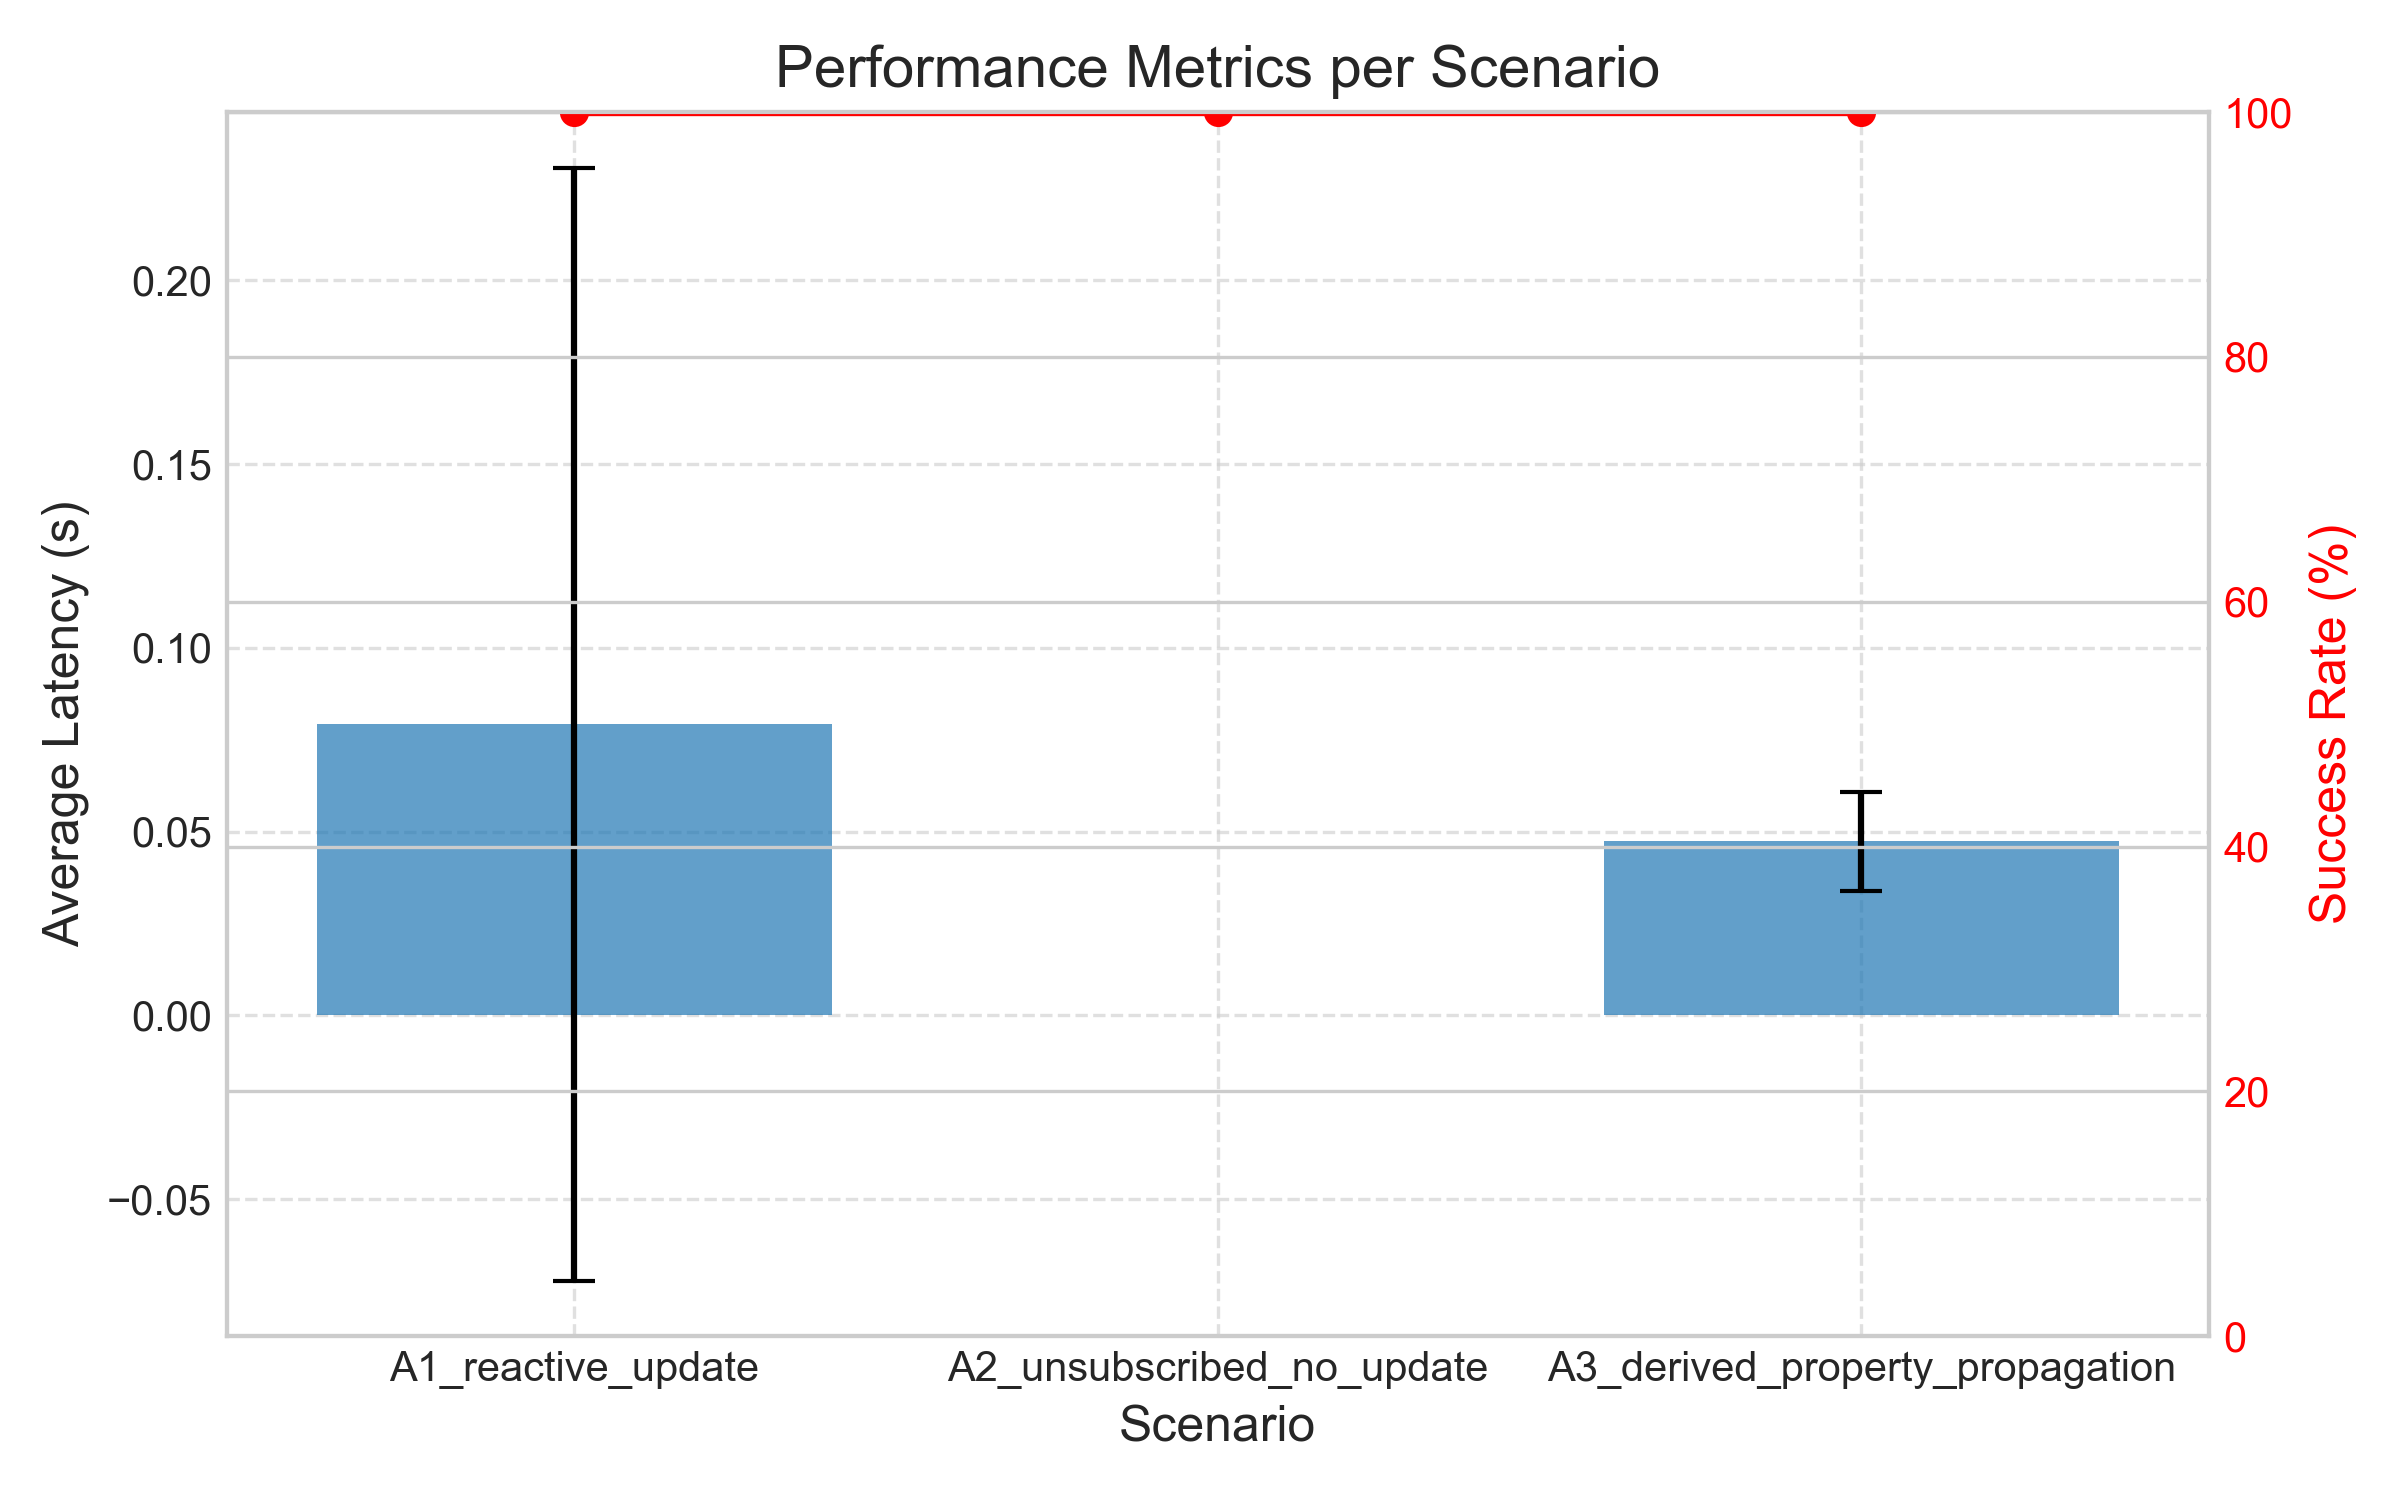 Performance Metrics per Scenario
Average Latency (s)
0.20
0.15
0.10
0.05
0.00
−0.05
100
80
60
40
20
0
Success Rate (%)
A1_reactive_update
A2_unsubscribed_no_update
A3_derived_property_propagation
Scenario